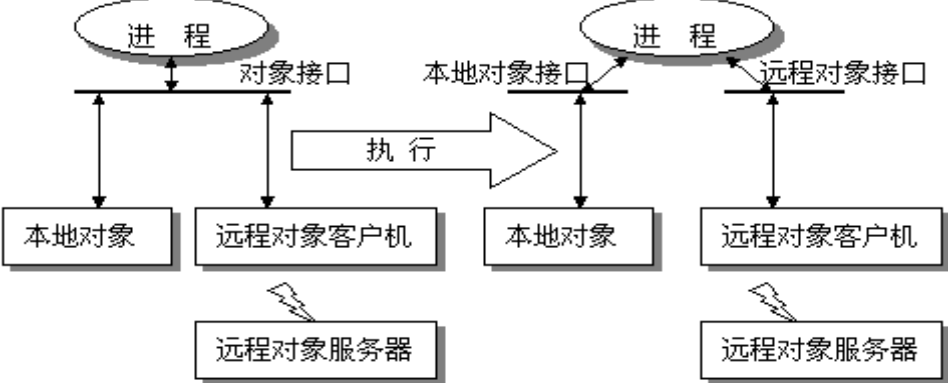 进 程
对象接口
本地对象
远程对象客户机
远程对象服务器
执 行
进 程
本地对象接口
远程对象接口
本地对象
远程对象客户机
远程对象服务器